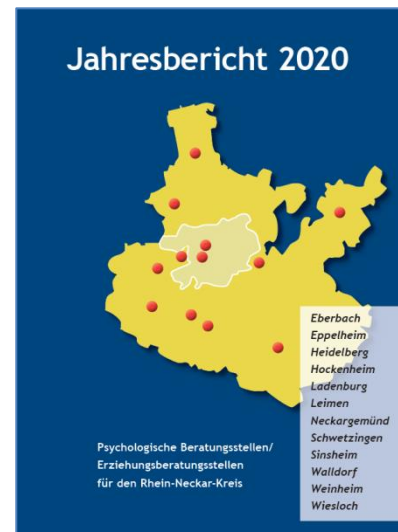 Jahresbericht 2020
Eberbach
Eppelheim
Heidelberg
Hockenheim
Ladenburg
Leimen
Neckargemünd
Schwetzingen
Sinsheim
Walldorf
Weinheim
Wiesloch
Psychologische Beratungsstellen/
Erziehungsberatungsstellen
für den Rhein-Neckar-Kreis